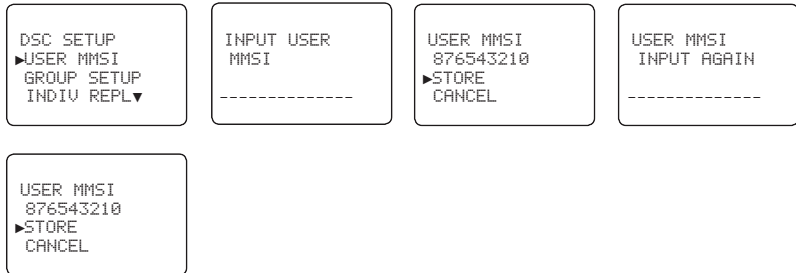 DSC SETUP
►USER MMSI
GROUP SETUP
INDIV REPL▼
INPUT USER
MMSI
--------------
USER MMSI
876543210
►STORE
CANCEL
USER MMSI
INPUT AGAIN
--------------
USER MMSI
876543210
►STORE
CANCEL